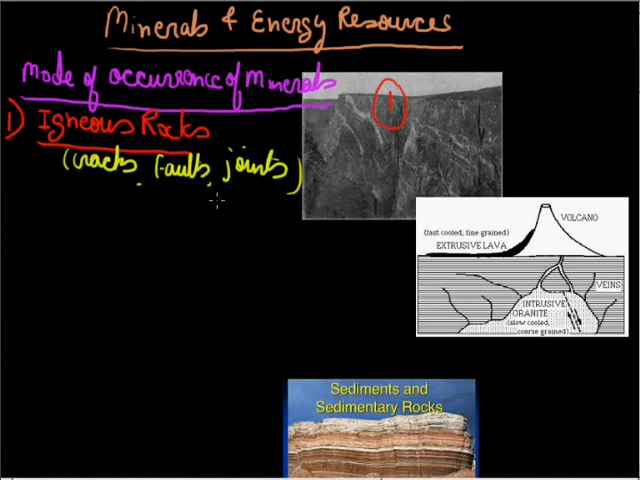 Minerals & Energy Resources
Mode of occurrence of Minerals
1) Igneous Rocks
(cracks, Faults, joints)
1
VOLCANO
(fast cooled; fine grained)
EXTRUSIVE LAVA
VEINS
INTRUSIVE
GRANITE
(slow cooled,
coarse grained)
Sediments and
Sedimentary Rocks